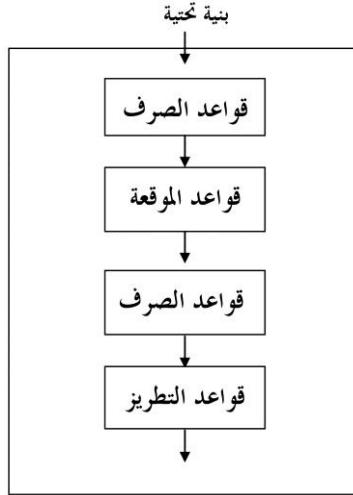 بنية تحتية
قواعد الصرف
قواعد الموقعة
قواعد الصرف
قواعد التطريز